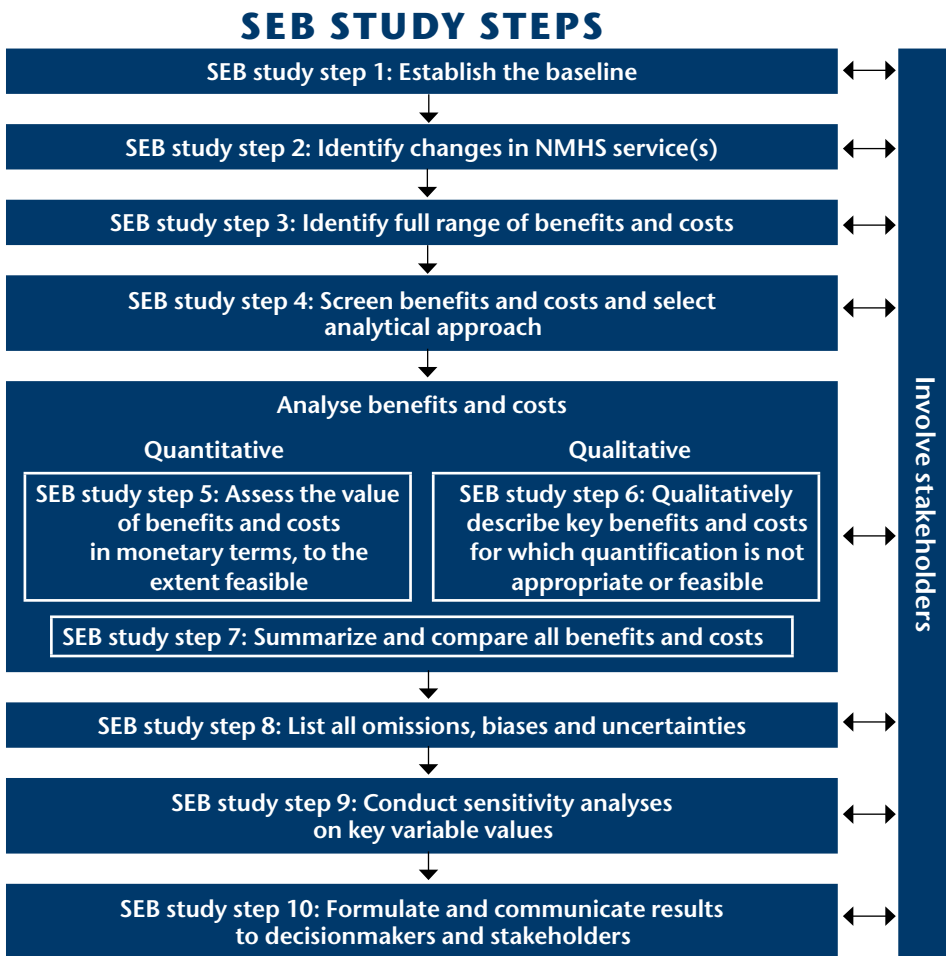 SEB STUDY STEPS
SEB study step 1: Establish the baseline
SEB study step 2: Identify changes in NMHS service(s)
SEB study step 3: Identify full range of benefits and costs
SEB study step 4: Screen benefits and costs and select
analytical approach
Analyse benefits and costs
Quantitative
SEB study step 5: Assess the value
of benefits and costs
in monetary terms, to the
extent feasible
Qualitative
SEB study step 6: Qualitatively
describe key benefits and costs
for which quantification is not
appropriate or feasible
SEB study step 7: Summarize and compare all benefits and costs
SEB study step 8: List all omissions, biases and uncertainties
SEB study step 9: Conduct sensitivity analyses
on key variable values
SEB study step 10: Formulate and communicate results
to decisionmakers and stakeholders
Involve stakeholders